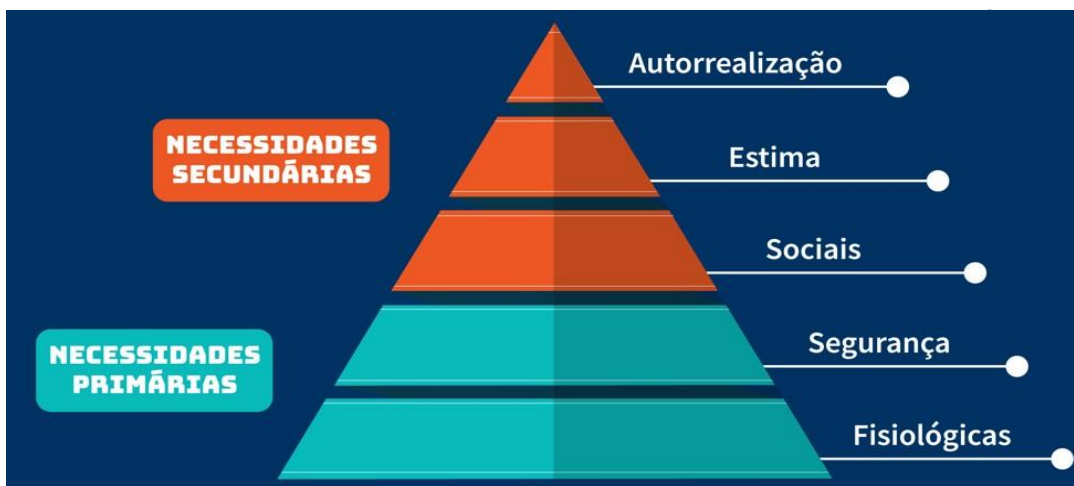 Autorrealização
NECESSIDADES
SECUNDÁRIAS
Estima
Sociais
NECESSIDADES
PRIMÁRIAS
Segurança
Fisiológicas